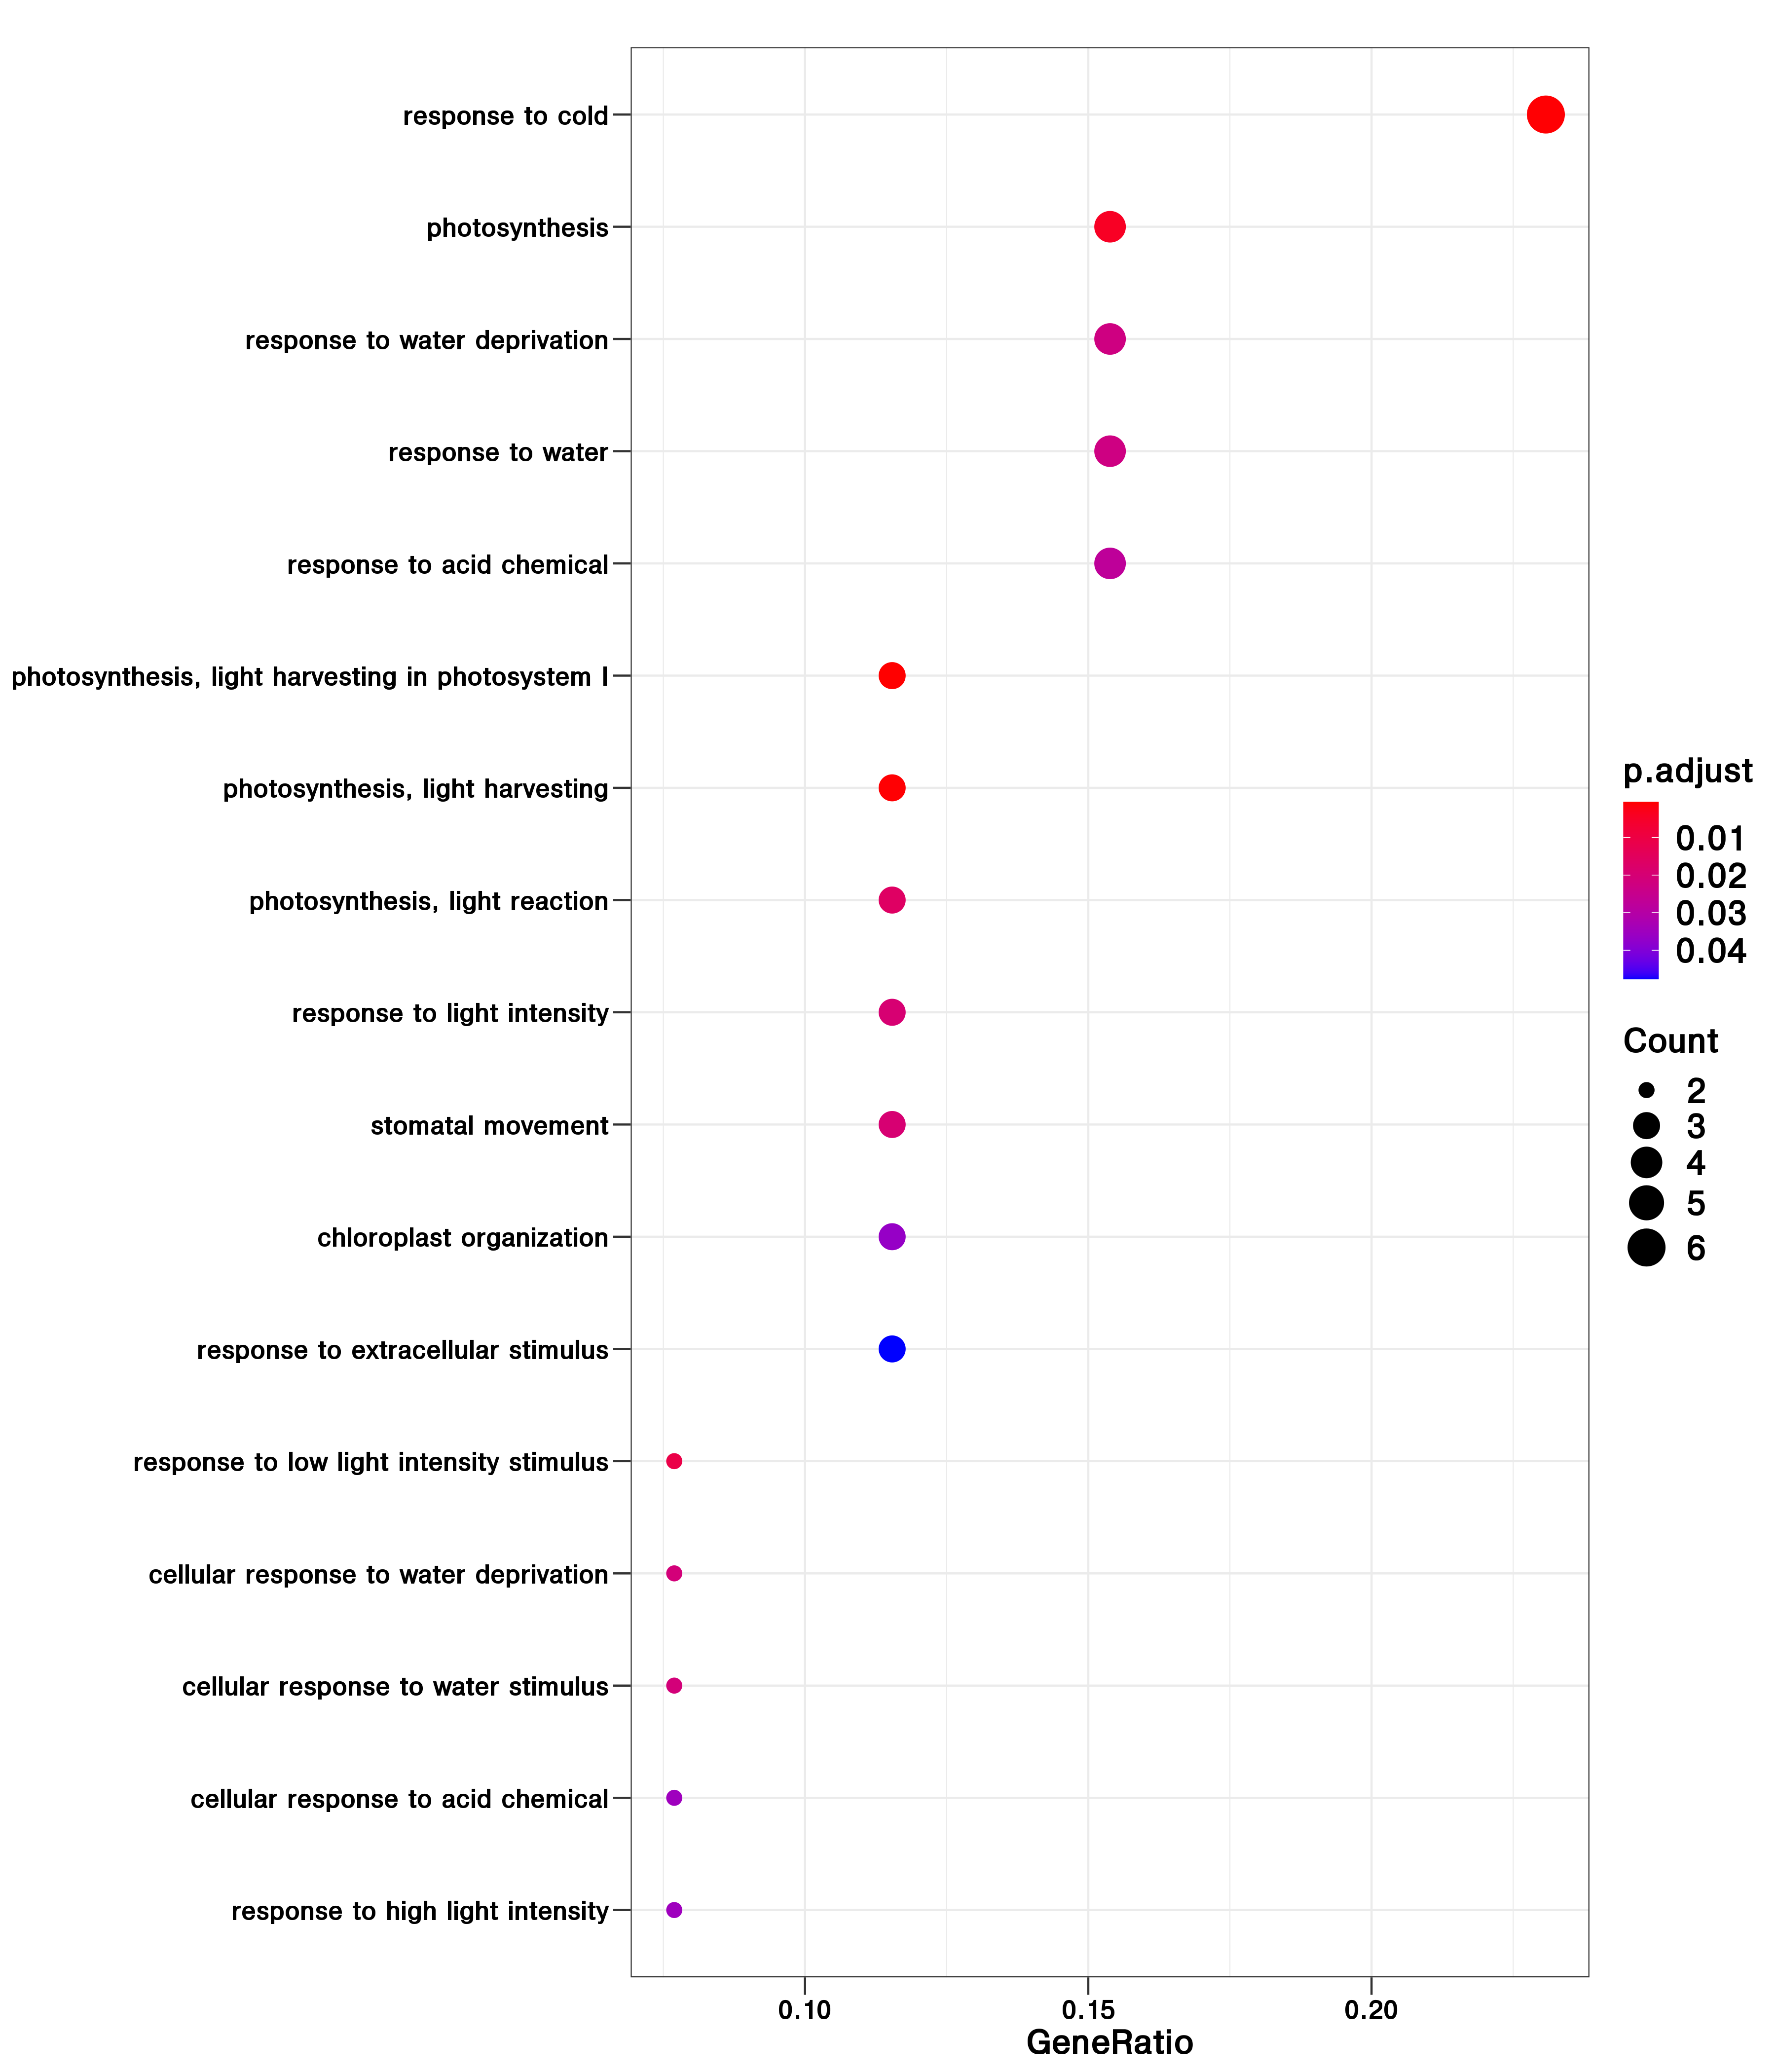 response to cold
photosynthesis
response to water deprivation
response to water
response to acid chemical
photosynthesis, light harvesting in photosystem I
photosynthesis, light harvesting
photosynthesis, light reaction
response to light intensity
stomatal movement
chloroplast organization
response to extracellular stimulus
response to low light intensity stimulus
cellular response to water deprivation
cellular response to water stimulus
cellular response to acid chemical
response to high light intensity
0.10 0.15 0.20
GeneRatio
p.adjust
0.01
0.02
0.03
0.04
Count
2
3
4
5
6